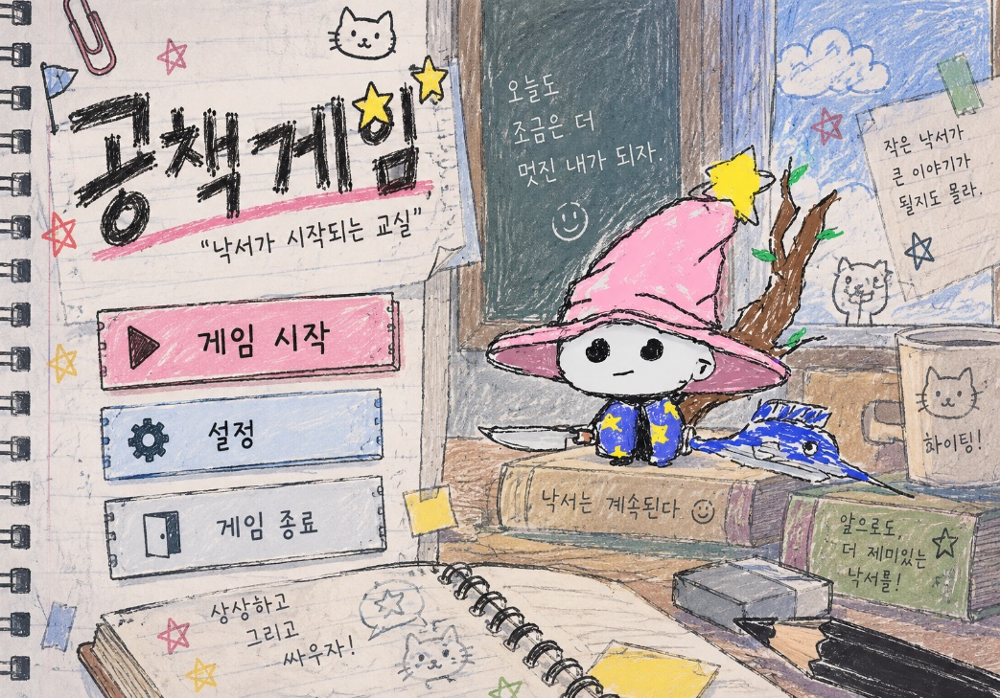 공책게임
“낙서가 시작되는 교실”
게임 시작
설정
게임 종료
오늘도
조금은 더
멋진 내가 되자.
작은 낙서가
큰 이야기가
될지도 몰라.
화이팅!
낙서는 계속된다
앞으로도,
더 제미있는
낙서를!
상상하고
그리고
싸우자!